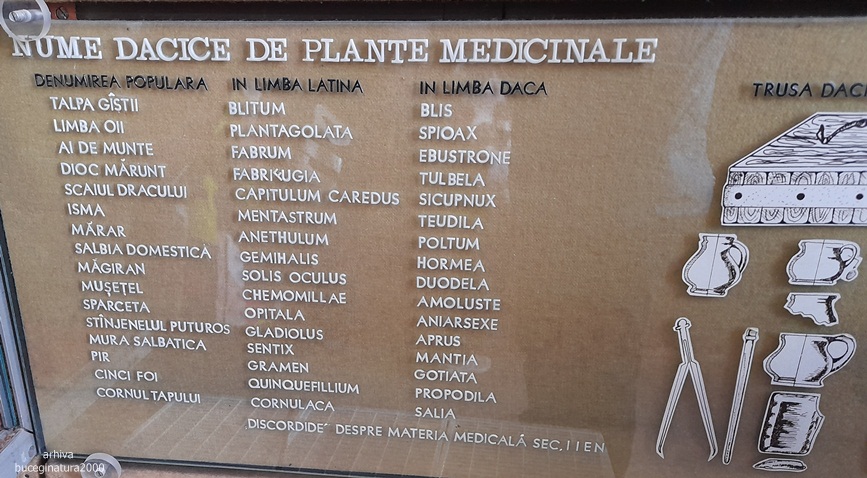 NUME DACICE DE PLANTE MEDICINALE
DENUMIREA POPULARA IN LIMBA LATINA IN LIMBA DACA TRUSA
TALPA GÎSTII BLITUM BLIS
LIMBA OII PLANTAGOLATA SPIOAX
AI DE MUNTE FABRUM EBUSTRONE
DIOC MĂRUNT FABRIKUGIA TULBELA
SCAIUL DRACULUI CAPITULUM CAREDUS SICUPNUX
ISMA MENTASTRUM TEUDILA
MĂRAR ANETHULUM POLTUM
SALBIA DOMESTICĂ GEMIHALIS HORMEA
MĂGIRAN SOLIS OCULUS DUODELA
MUȘEȚEL CHEMOMILLAE AMOLUSTE
SPARCETA OPITALA ANIARSEXE
STÎNJENELUL PUTUROS GLADIOLUS APRUS
MURA SALBATICA SENTIX MANTIA
PIR GRAMEN GOTIATA
CINCI FOI QUINQUEFILLIUM PROPODILA
CORNUL TAPULUI CORNULACA SALIA
„DISCORDIDE” DESPRE MATERIA MEDICALĂ SEC. I I E N
arhiva
buceginatura2000